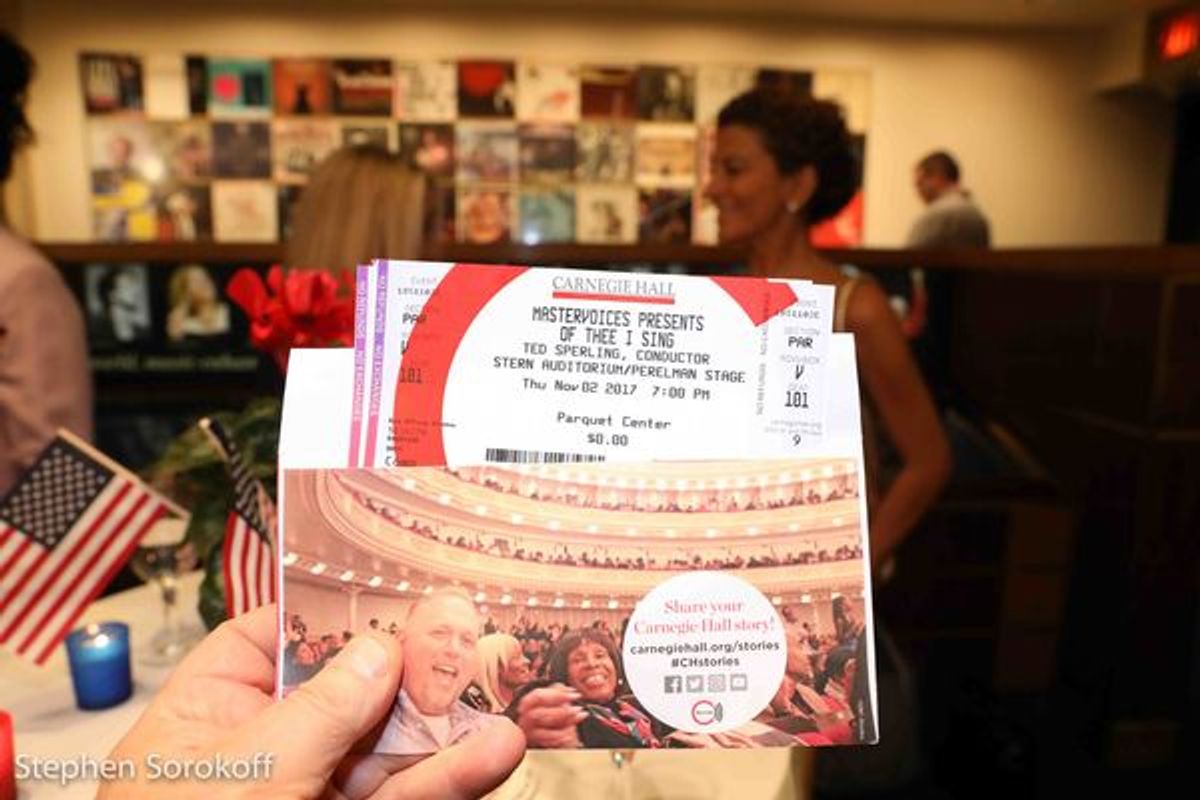 CARNEGIE HALL
MASTERVOICES PRESENTS
OF THEE I SING
TED SPERLING, CONDUCTOR
STERN AUDITORIUM/PERELMAN STAGE
Thu Nov 02 2017 7:00 PM
Parquet Center
$0.00
PAR
V
101
SECTION
PAR
V
SEAT
101
9
Share your
Carnegie Hall story!
carnegiehall.org/stories
#CHstories
Stephen Sorokoff